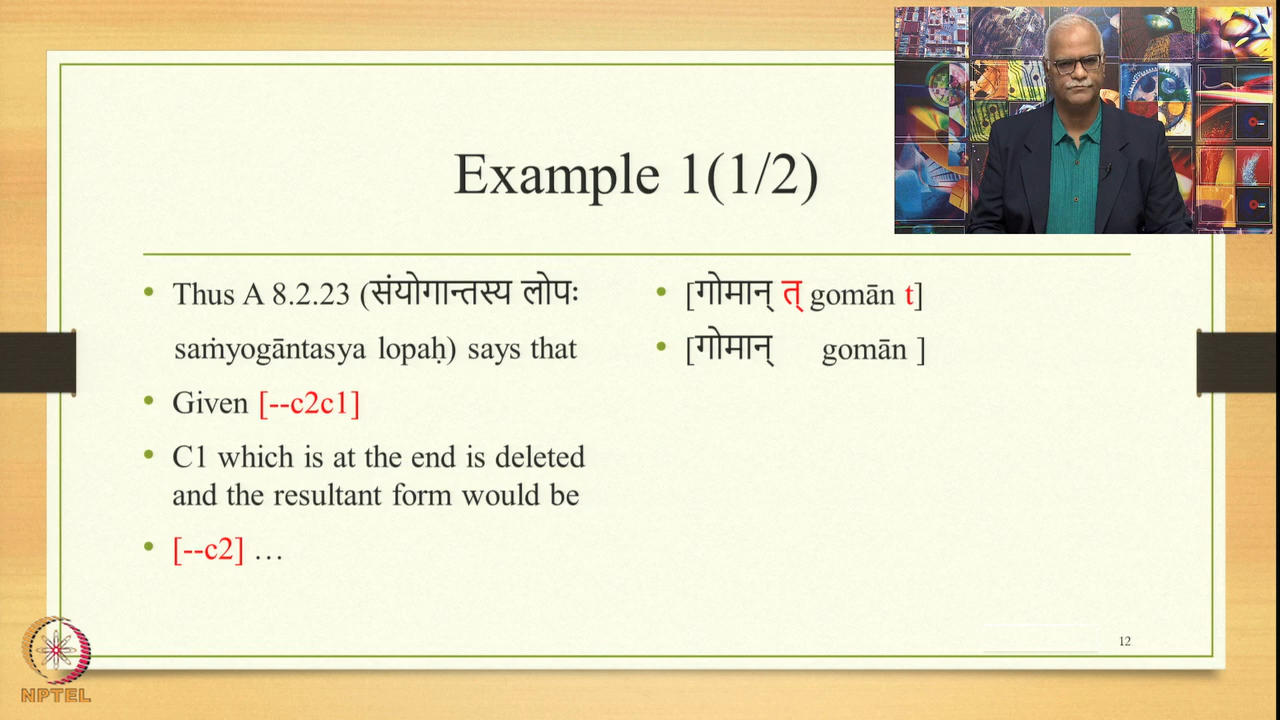 Example 1(1/2)
• Thus A 8.2.23 (संयोगान्तस्य लोपः
saṁyogāntasya lopaḥ) says that
• Given [--c2c1]
• C1 which is at the end is deleted
and the resultant form would be
• [--c2] …
• [गोमान् त् gomān t]
• [गोमान् gomān ]
12
NPTEL